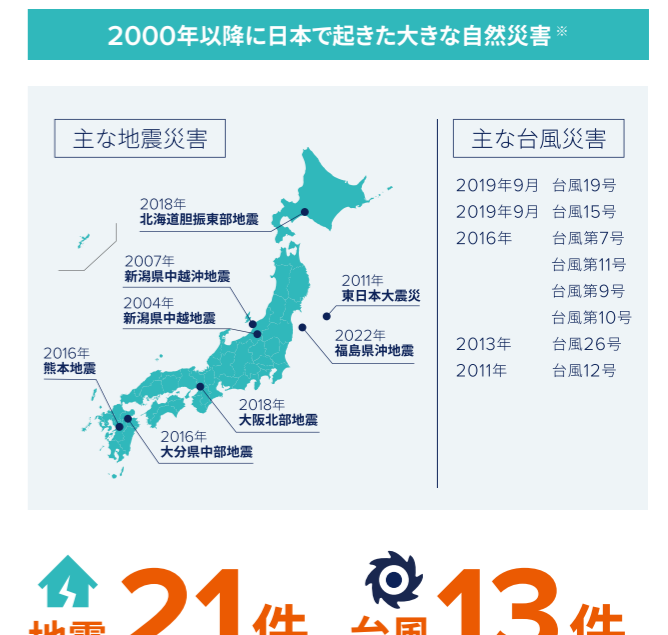 2000年以降に日本で起きた大きな自然災害※
主な地震災害
2018年
北海道胆振東部地震
2007年
新潟県中越沖地震
2004年
新潟県中越地震
2011年
東日本大震災
2022年
福島県沖地震
2016年
熊本地震
2018年
大阪北部地震
2016年
大分県中部地震
主な台風災害
2019年9月 台風19号
2019年9月 台風15号
2016年 台風第7号
台風第11号
台風第9号
台風第10号
2013年 台風26号
2011年 台風12号
地震 21件
台風 13件